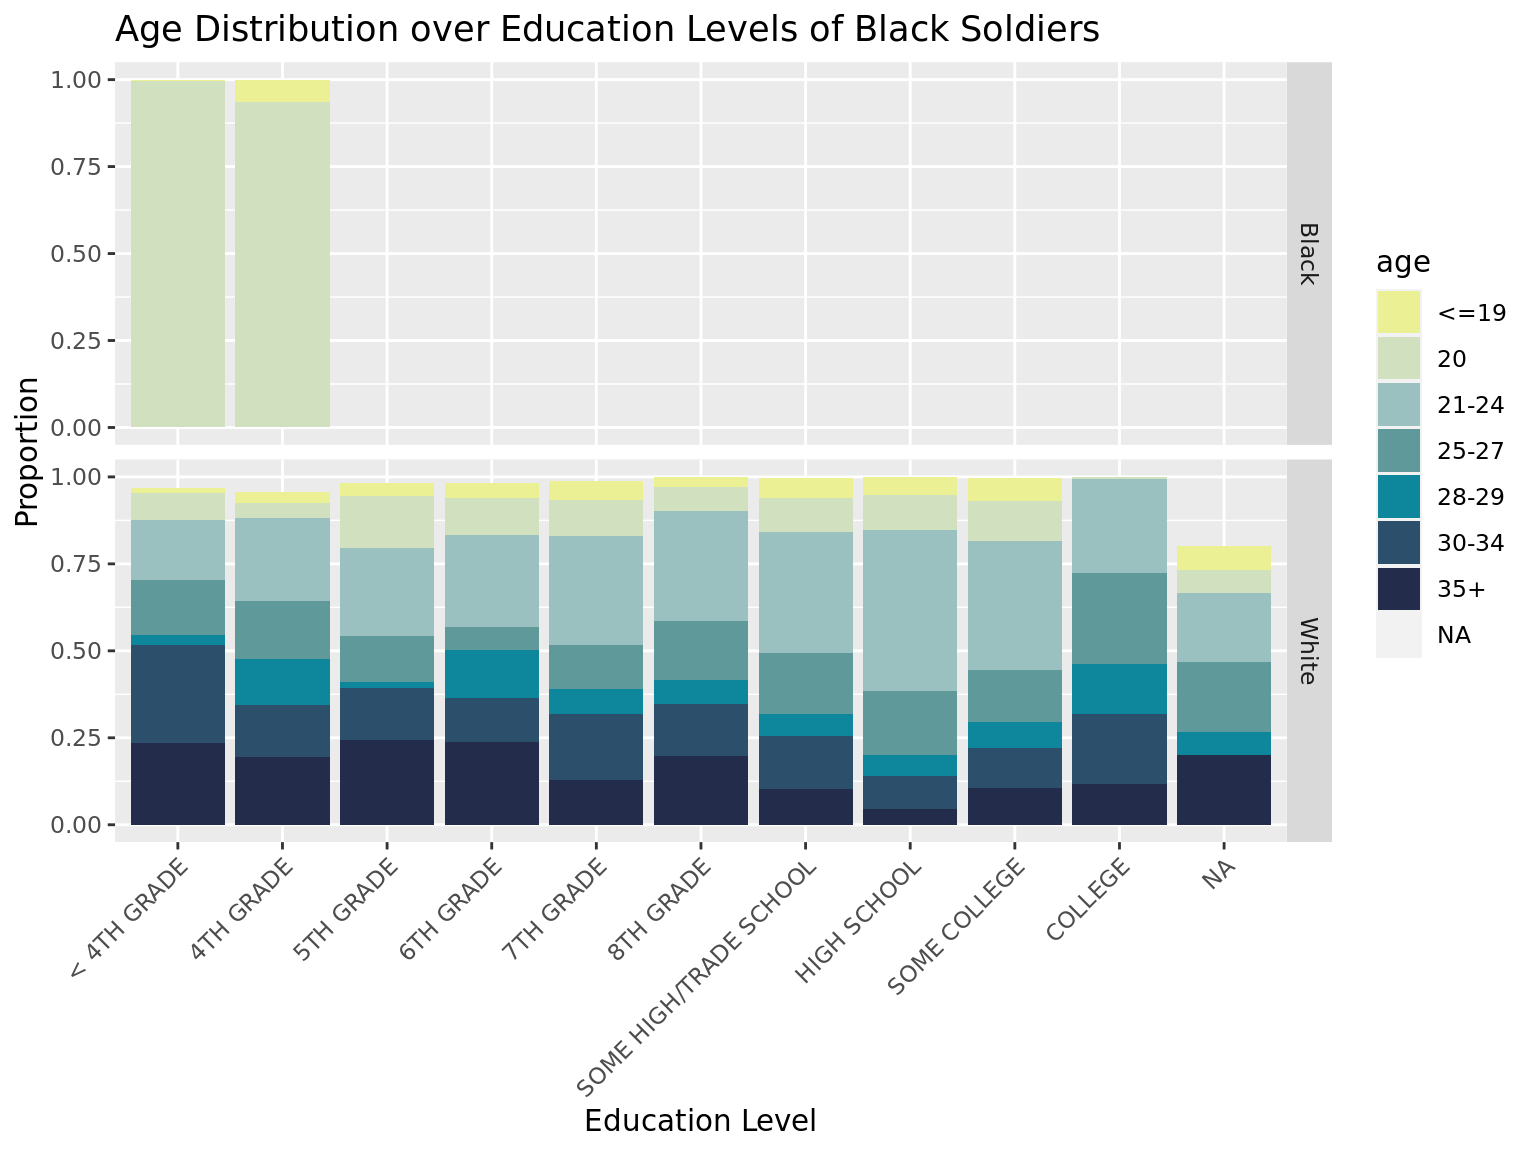 Age Distribution over Education Levels of Black Soldiers
1.00
0.75
0.50
0.25
0.00
Black
1.00
0.75
0.50
0.25
0.00
White
Proportion
< 4TH GRADE
4TH GRADE
5TH GRADE
6TH GRADE
7TH GRADE
8TH GRADE
SOME HIGH/TRADE SCHOOL
HIGH SCHOOL
SOME COLLEGE
COLLEGE
NA
Education Level
age
<=19
20
21-24
25-27
28-29
30-34
35+
NA